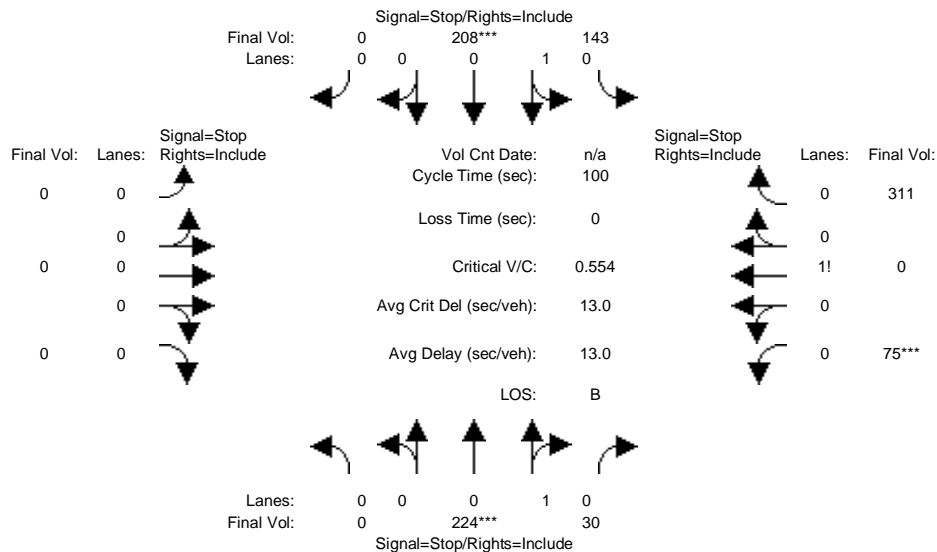 Signal=Stop/Rights=Include
Final Vol: 0 208*** 143
Lanes: 0 0 0 1 0
Signal=Stop Signal=Stop
Final Vol: Lanes: Rights=Include Vol Cnt Date: n/a Rights=Include Lanes: Final Vol:
Cycle Time (sec): 100
0 0 0 311
Loss Time (sec): 0
0 0
0 0 Critical V/C: 0.554 1! 0
0 Avg Crit Del (sec/veh): 13.0 0
0 0 Avg Delay (sec/veh): 13.0 0 75***
LOS: B
Lanes: 0 0 0 1 0
Final Vol: 0 224*** 30
Signal=Stop/Rights=Include